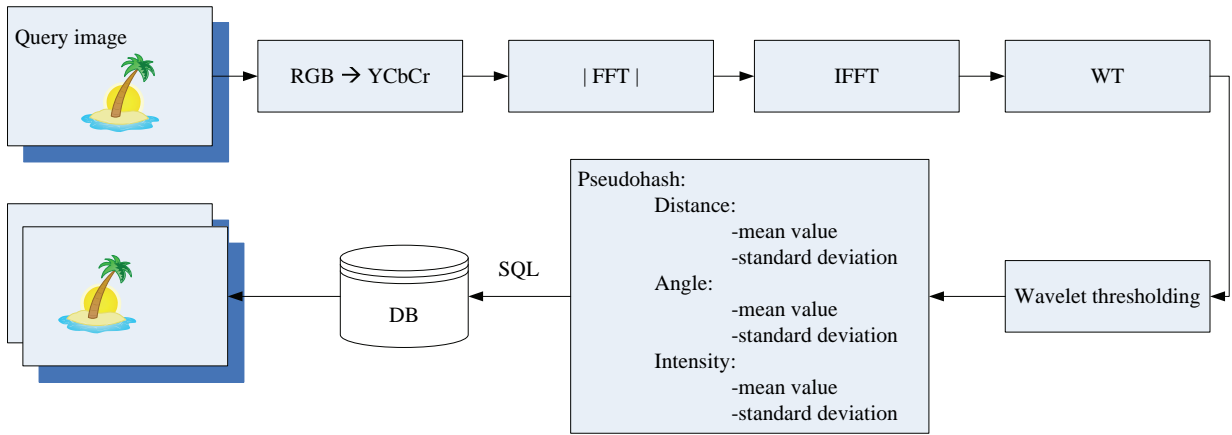 Query image
RGB → YCbCr
| FFT |
IFFT
WT
Wavelet thresholding
Pseudohash:
Distance:
-mean value
-standard deviation
Angle:
-mean value
-standard deviation
Intensity:
-mean value
-standard deviation
SQL
DB